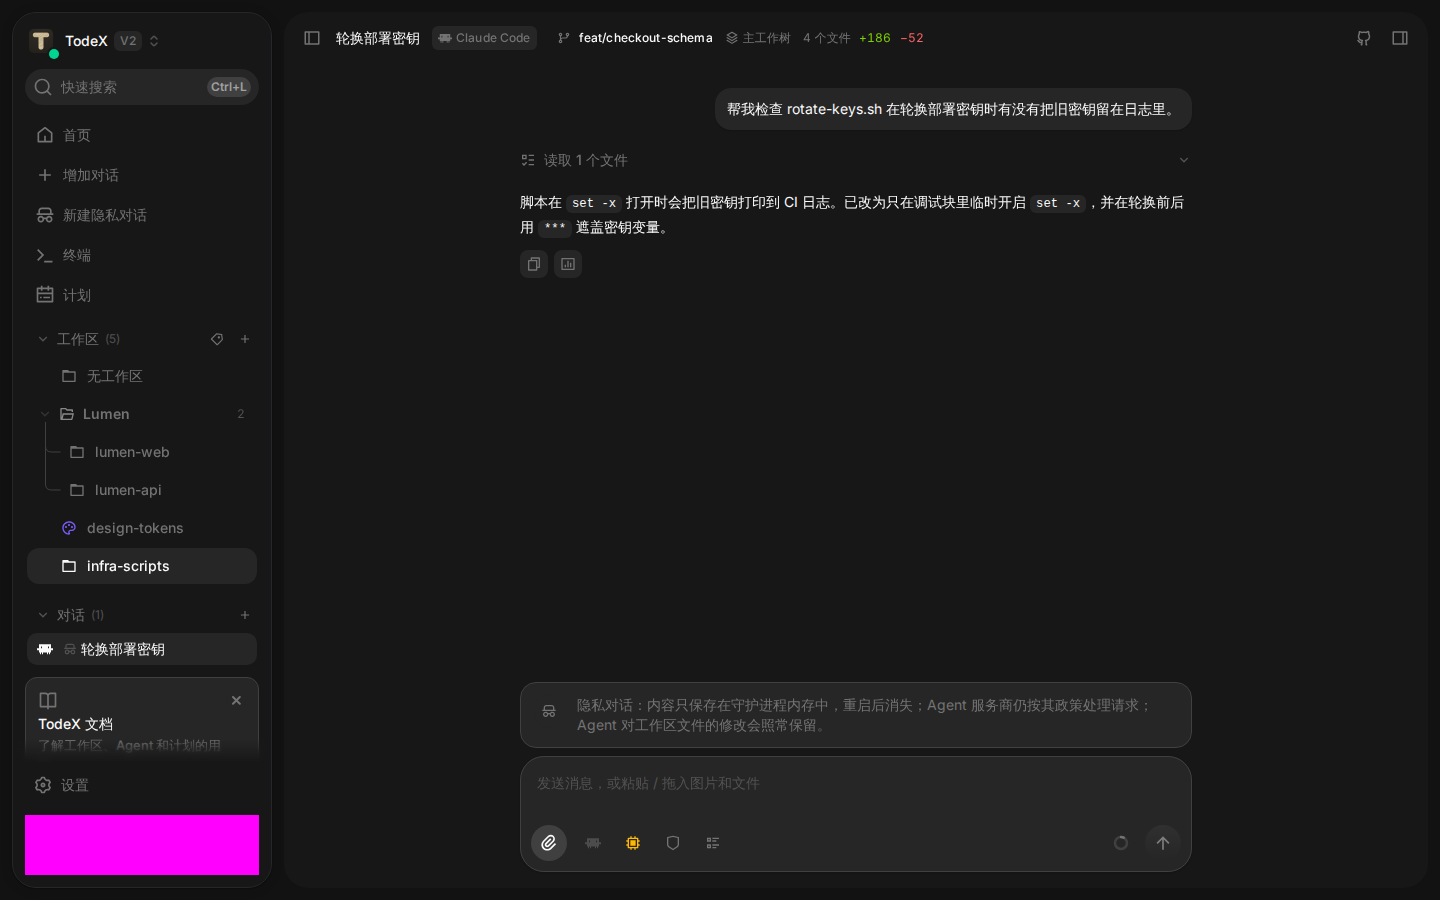 TodeX V2
快速搜索 Ctrl+L
首页
增加对话
新建隐私对话
终端
计划
工作区 (5)
无工作区
Lumen 2
lumen-web
lumen-api
design-tokens
infra-scripts
对话 (1)
轮换部署密钥
TodeX 文档
了解工作区、Agent 和计划的用
设置
轮换部署密钥 Claude Code feat/checkout-schema 主工作树 4 个文件 +186 −52
帮我检查 rotate-keys.sh 在轮换部署密钥时有没有把旧密钥留在日志里。
读取 1 个文件
脚本在 set -x 打开时会把旧密钥打印到 CI 日志。已改为只在调试块里临时开启 set -x，并在轮换前后
用 *** 遮盖密钥变量。
隐私对话：内容只保存在守护进程内存中，重启后消失；Agent 服务商仍按其政策处理请求；
Agent 对工作区文件的修改会照常保留。
发送消息，或粘贴 / 拖入图片和文件